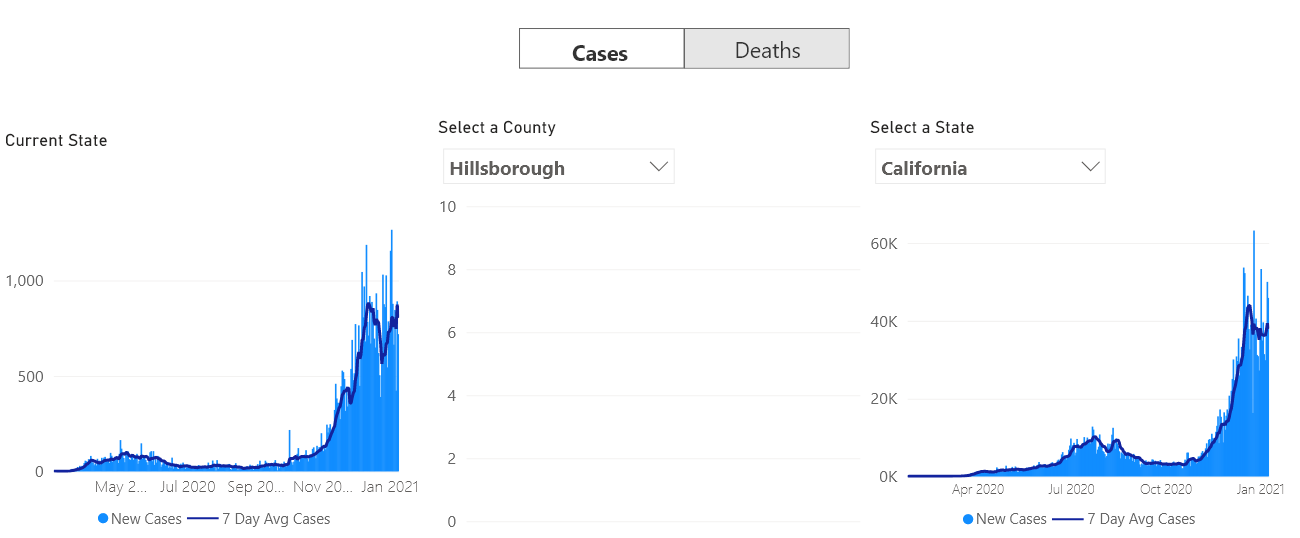 Cases
Deaths
Current State
1,000
500
0
May 2...
Jul 2020
Sep 20...
Nov 20...
Jan 2021
New Cases
7 Day Avg Cases
Select a County
Hillsborough
10
8
6
4
2
0
Select a State
California
60K
40K
20K
0K
Apr 2020
Jul 2020
Oct 2020
Jan 2021
New Cases
7 Day Avg Cases